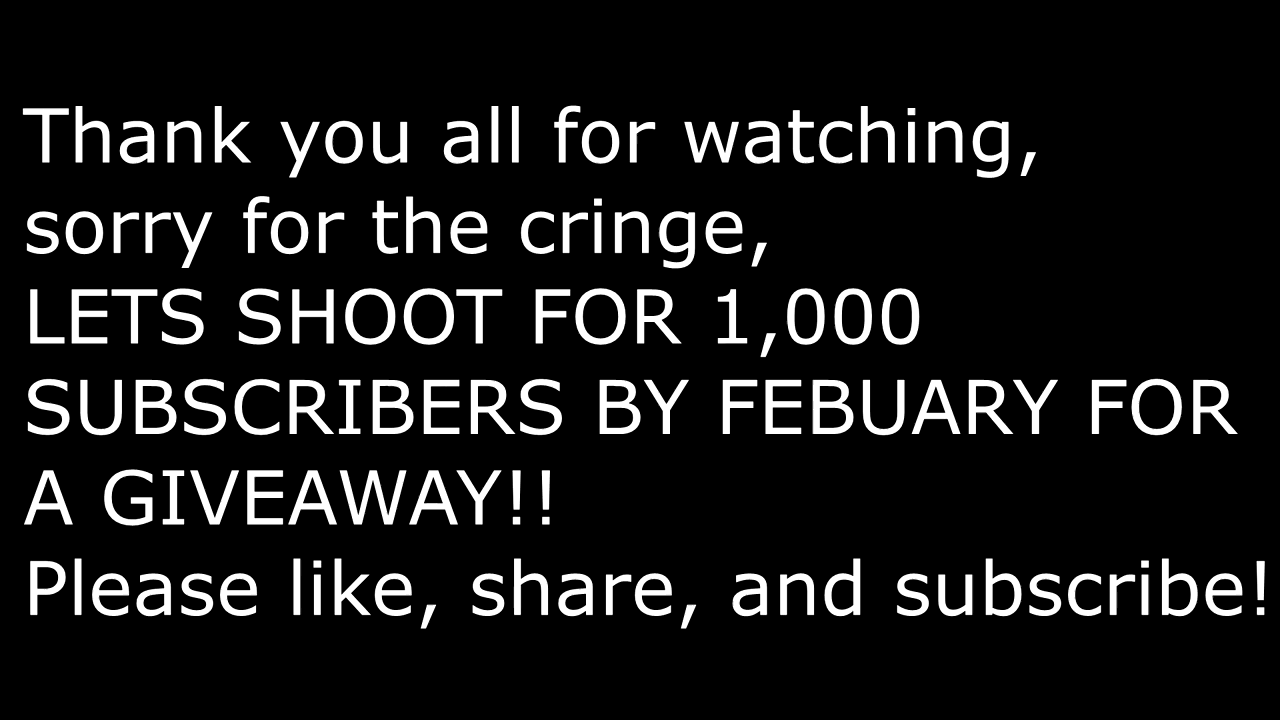 Thank you all for watching,
sorry for the cringe,
LETS SHOOT FOR 1,000
SUBSCRIBERS BY FEBUARY FOR
A GIVEAWAY!!
Please like, share, and subscribe!